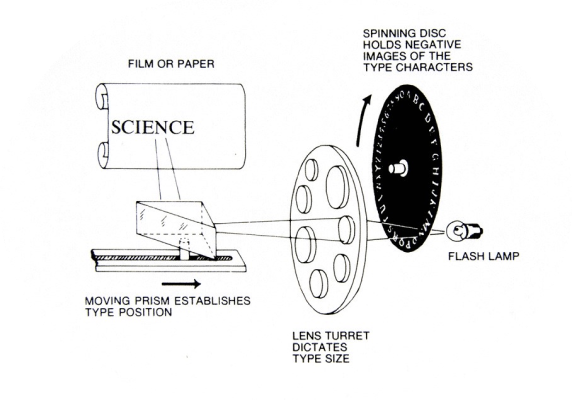 SPINNING DISC
HOLDS NEGATIVE
IMAGES OF THE
TYPE CHARACTERS
FILM OR PAPER
SCIENCE
FLASH LAMP
MOVING PRISM ESTABLISHES
TYPE POSITION
LENS TURRET
DICTATES
TYPE SIZE